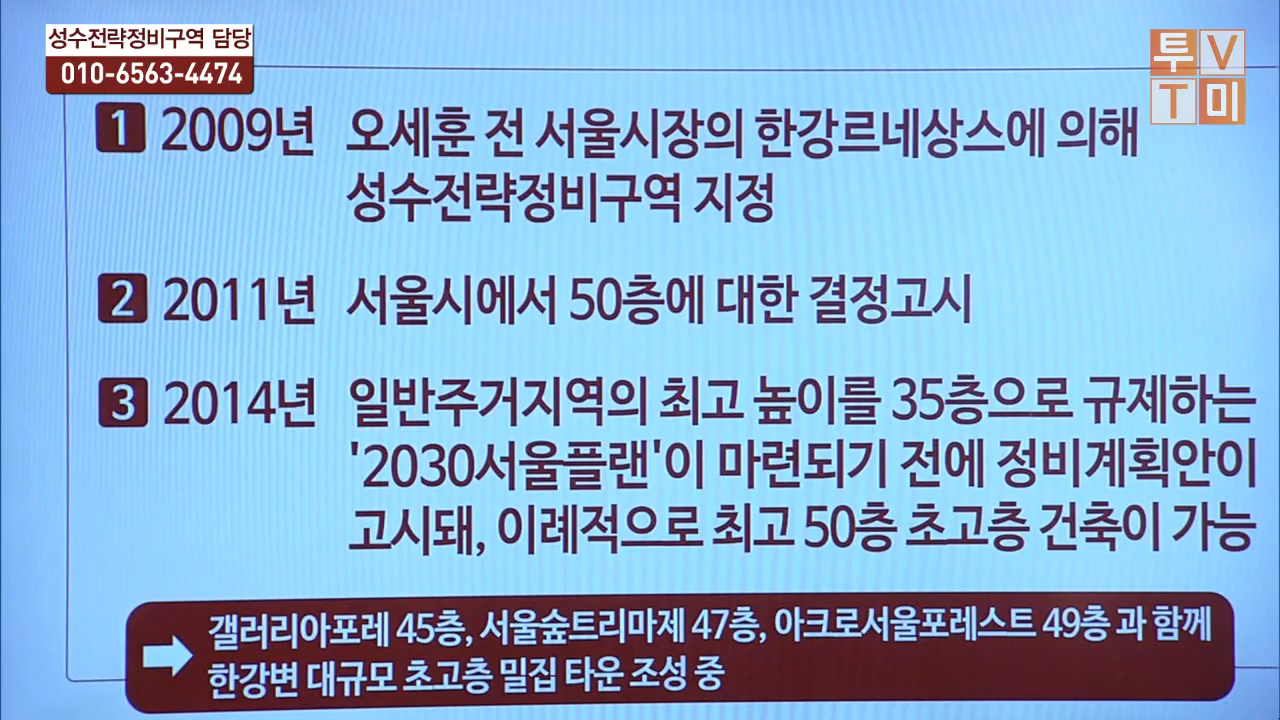 성수전략정비구역 담당
010-6563-4474
투V
T미
1 2009년 오세훈 전 서울시장의 한강르네상스에 의해
성수전략정비구역 지정
2 2011년 서울시에서 50층에 대한 결정고시
3 2014년 일반주거지역의 최고 높이를 35층으로 규제하는
'2030서울플랜'이 마련되기 전에 정비계획안이
고시돼, 이례적으로 최고 50층 초고층 건축이 가능
갤러리아포레 45층, 서울숲트리마제 47층, 아크로서울포레스트 49층 과 함께
한강변 대규모 초고층 밀집 타운 조성 중